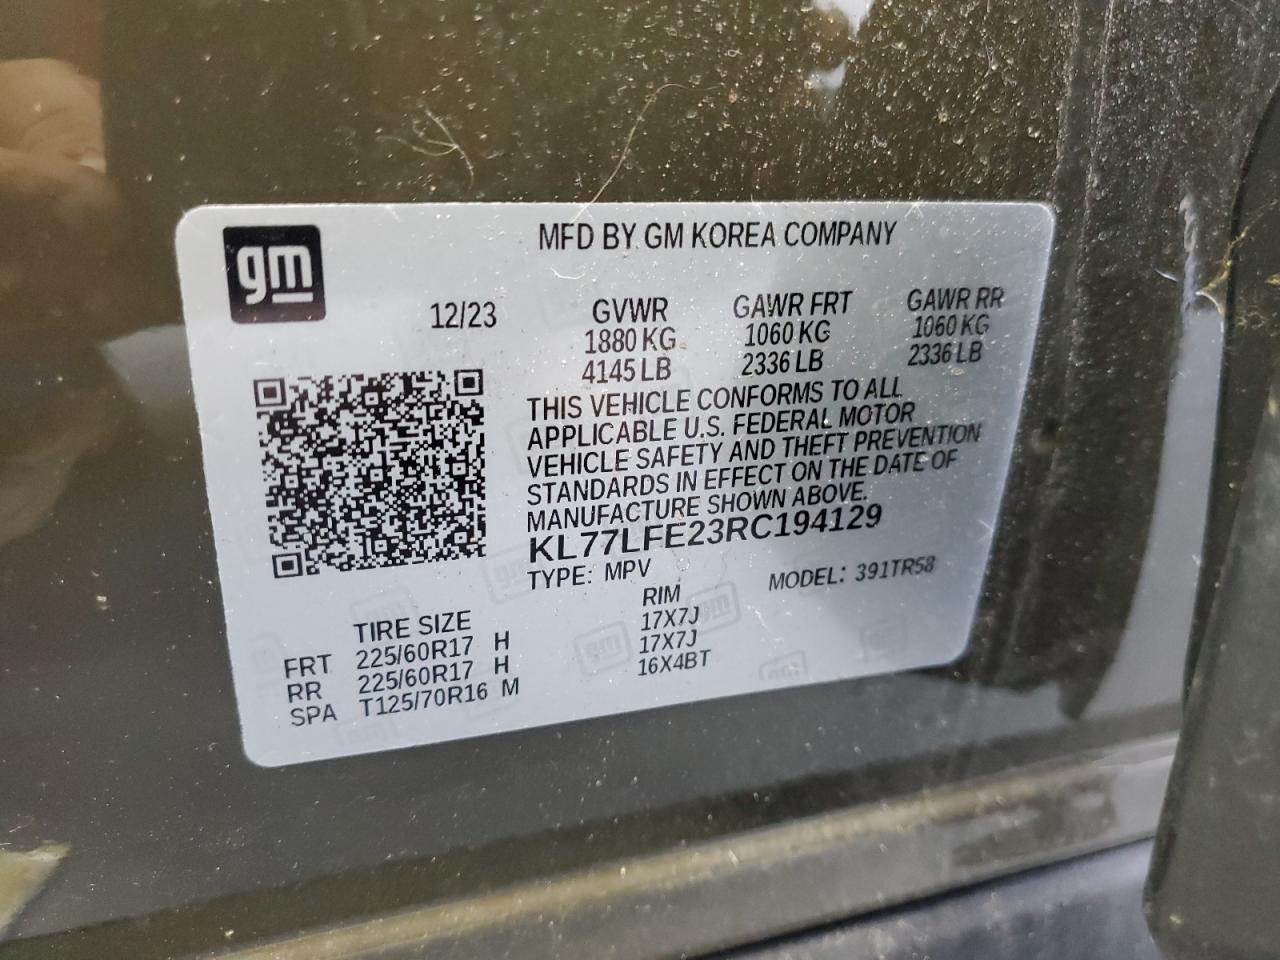 gm
MFD BY GM KOREA COMPANY
12/23 GVWR GAWR FRT GAWR RR
1880 KG 1060 KG 1060 KG
4145 LB 2336 LB 2336 LB
THIS VEHICLE CONFORMS TO ALL
APPLICABLE U.S. FEDERAL MOTOR
VEHICLE SAFETY AND THEFT PREVENTION
STANDARDS IN EFFECT ON THE DATE OF
MANUFACTURE SHOWN ABOVE.
KL77LFE23RC194129
TYPE: MPV MODEL: 391TR58
TIRE SIZE RIM
FRT 225/60R17 H 17X7J
RR 225/60R17 H 17X7J
SPA T125/70R16 M 16X4BT